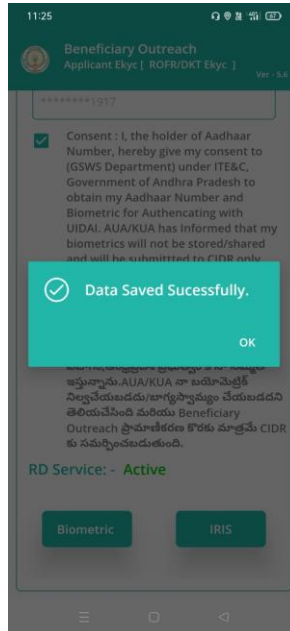 11:25
67
Beneficiary Outreach
Applicant Ekyc [ ROFR/DKT Ekyc ]
Ver - 5.6
********1917
Consent : I, the holder of Aadhaar
Number, hereby give my consent to
(GSWS Department) under ITE&C,
Government of Andhra Pradesh to
obtain my Aadhaar Number and
Biometric for Authencating with
UIDAI. AUA/KUA has Informed that my
biometrics will not be stored/shared
and will be submittted to CIDR only
Data Saved Sucessfully.
OK
ఇస్తున్నాను.AUA/KUA నా బయోమెట్రిక్
నిల్వచేయబడదు/బాగ్యస్వామ్యం చేయబడదని
తెలియచేసింది మరియు Beneficiary
Outreach ప్రామాణీకరణ కొరకు మాత్రమే CIDR
కు సమర్పించబడుతుంది.
RD Service: - Active
Biometric
IRIS